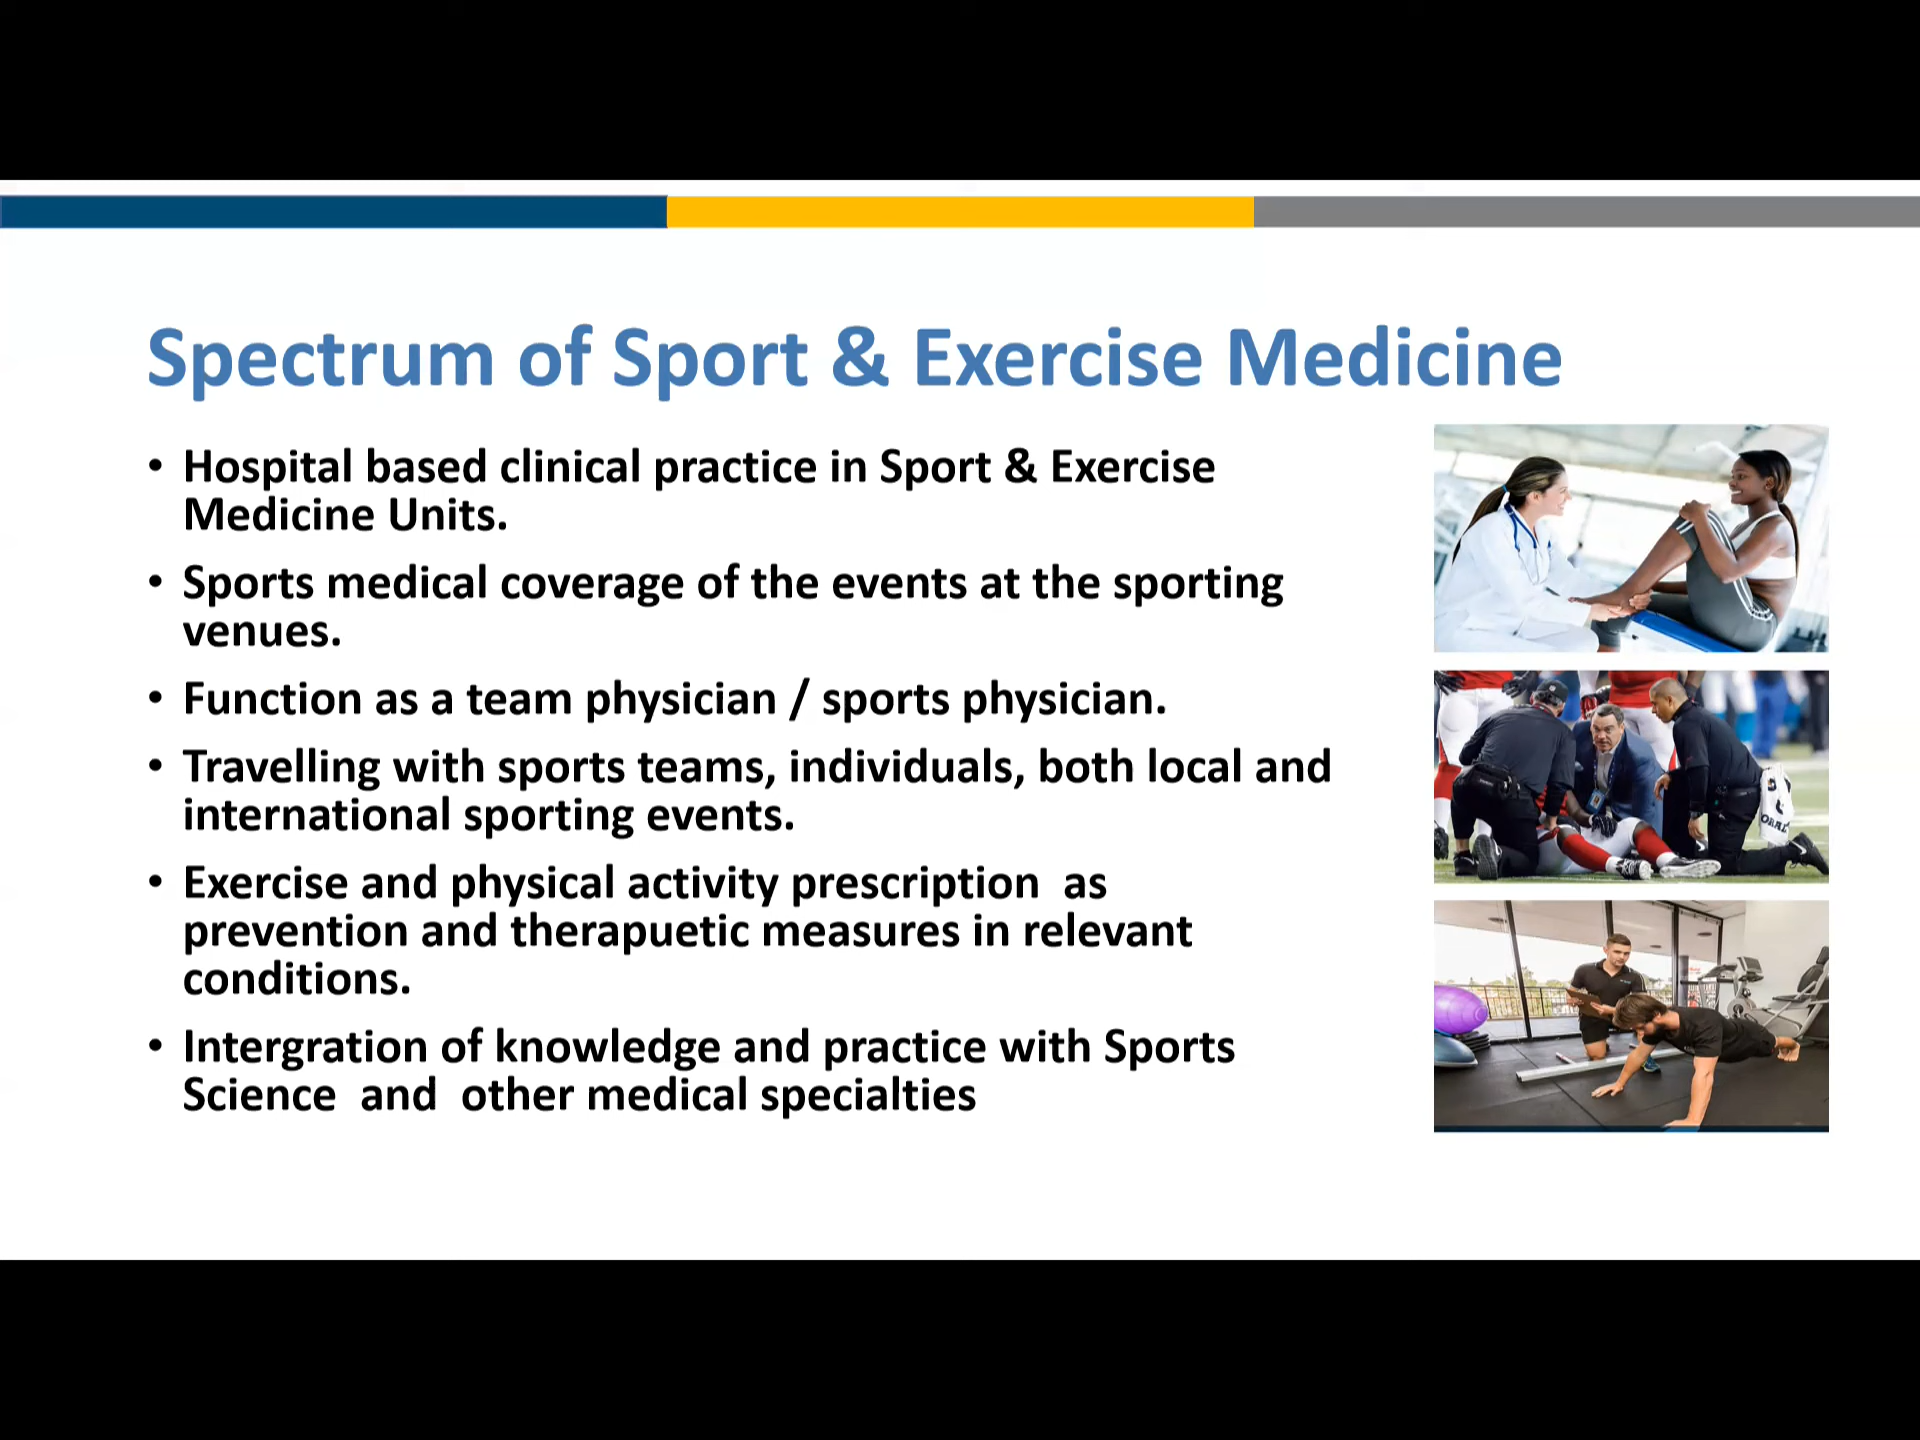 Spectrum of Sport & Exercise Medicine
• Hospital based clinical practice in Sport & Exercise
Medicine Units.
• Sports medical coverage of the events at the sporting
venues.
• Function as a team physician / sports physician.
• Travelling with sports teams, individuals, both local and
international sporting events.
• Exercise and physical activity prescription  as
prevention and therapuetic measures in relevant
conditions.
• Intergration of knowledge and practice with Sports
Science  and  other medical specialties